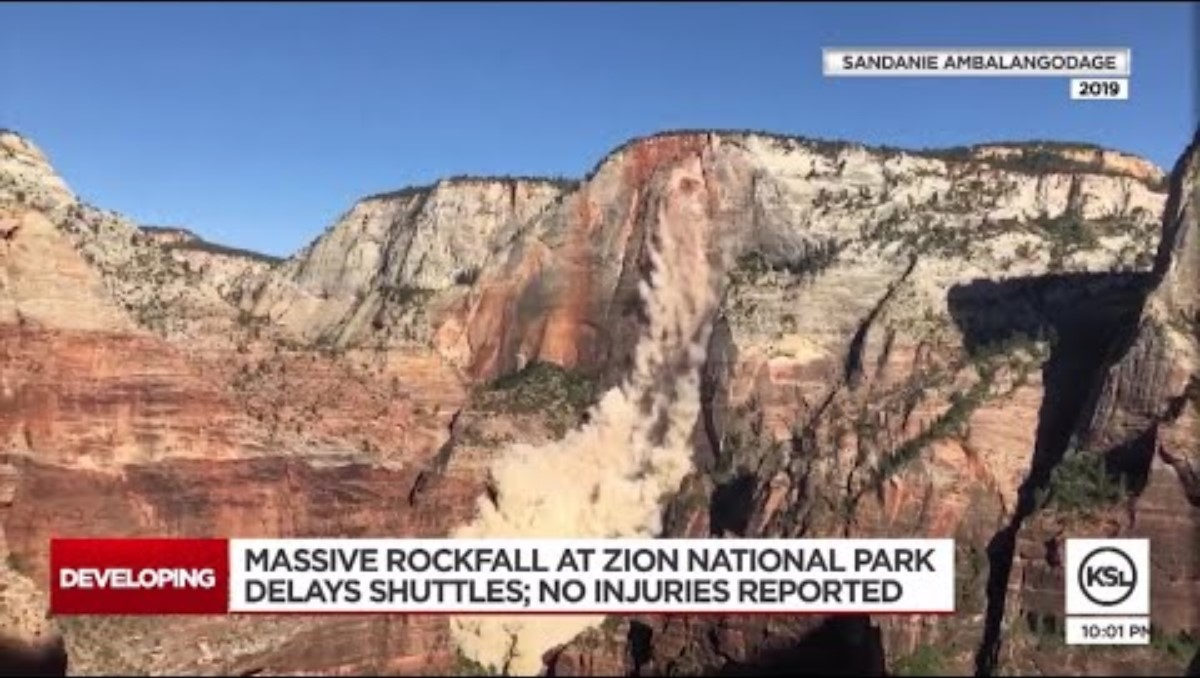 SANDANIE AMBALANGODAGE
2019
DEVELOPING
MASSIVE ROCKFALL AT ZION NATIONAL PARK
DELAYS SHUTTLES; NO INJURIES REPORTED
KSL
10:01 PM